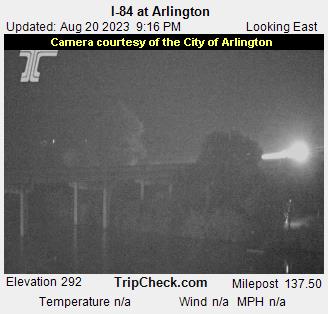 I-84 at Arlington
Updated: Aug 20 2023 9:16 PM Looking East
Camera courtesy of the City of Arlington
Elevation 292 TripCheck.com Milepost 137.50
Temperature n/a Wind n/a MPH n/a